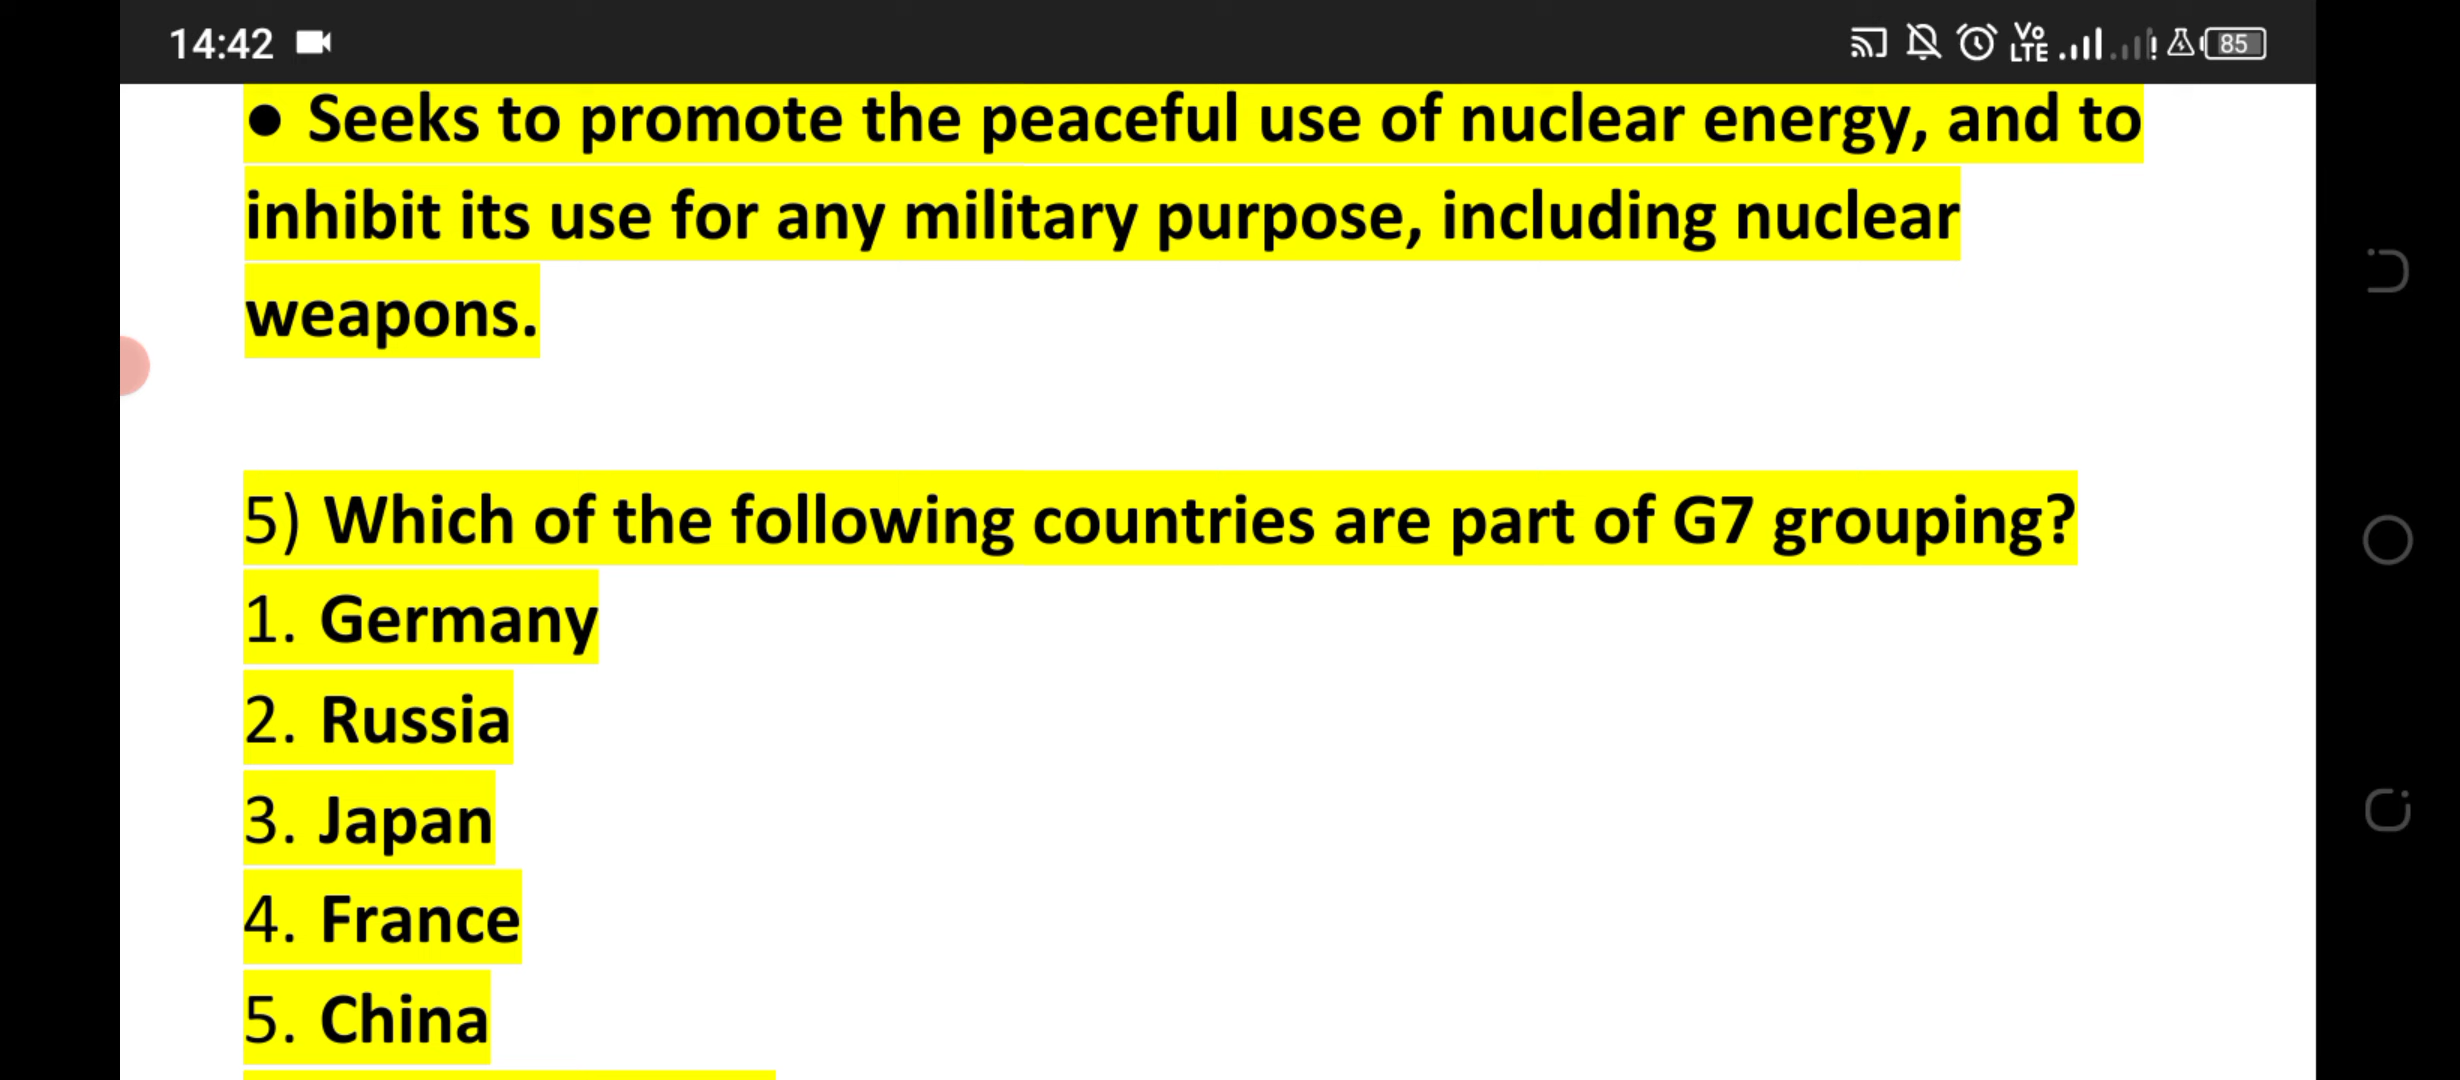 14:42 Vo LTE 85
● Seeks to promote the peaceful use of nuclear energy, and to
inhibit its use for any military purpose, including nuclear
weapons.
5) Which of the following countries are part of G7 grouping?
1. Germany
2. Russia
3. Japan
4. France
5. China